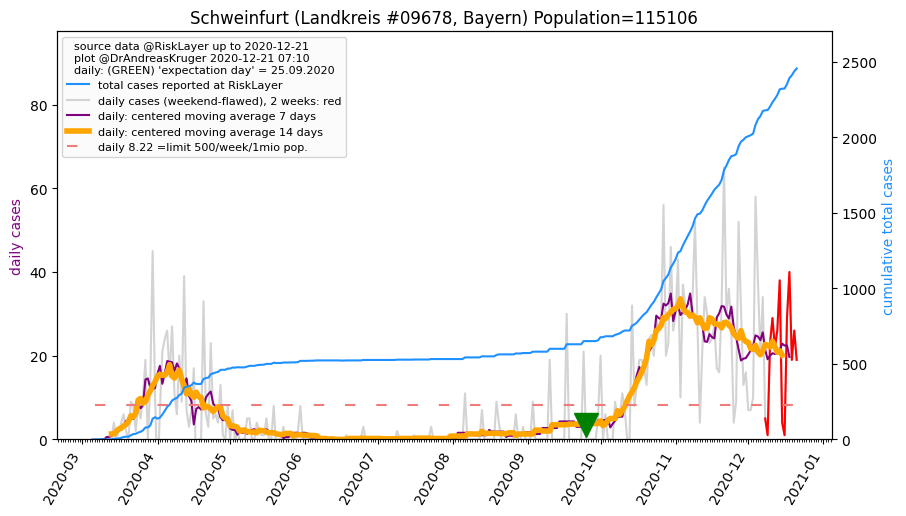 Schweinfurt (Landkreis #09678, Bayern) Population=115106
source data @RiskLayer up to 2020-12-21
plot @DrAndreasKruger 2020-12-21 07:10
daily: (GREEN) 'expectation day' = 25.09.2020
total cases reported at RiskLayer
daily cases (weekend-flawed), 2 weeks: red
daily: centered moving average 7 days
daily: centered moving average 14 days
daily 8.22 =limit 500/week/1mio pop.
daily cases
80
60
40
20
0
cumulative total cases
2500
2000
1500
1000
500
0
2020-03
2020-04
2020-05
2020-06
2020-07
2020-08
2020-09
2020-10
2020-11
2020-12
2021-01